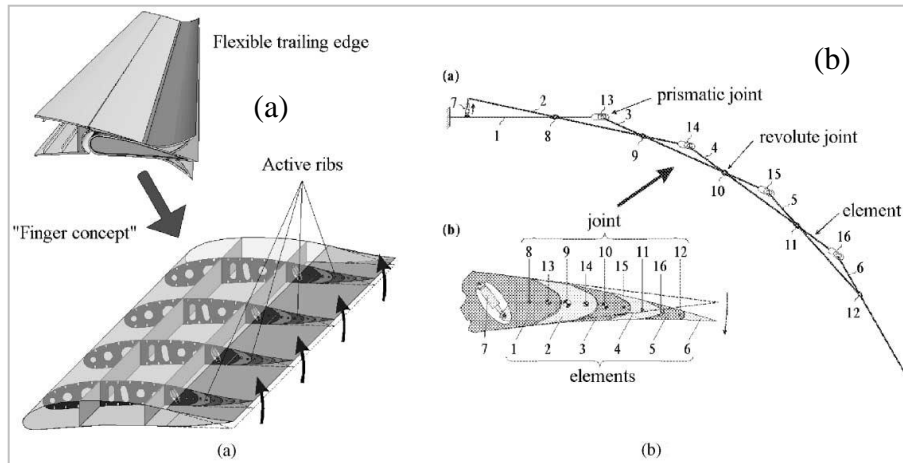 Flexible trailing edge
(a)
Active ribs
"Finger concept"
(a)
(b)
(a)
prismatic joint
7
2
13
3
1
8
14
4
9
revolute joint
10
15
5
element
11
16
6
12
(b)
joint
8 13 9 14 10 15 11 16 12
7 1 2 3 4 5 6
elements
(b)